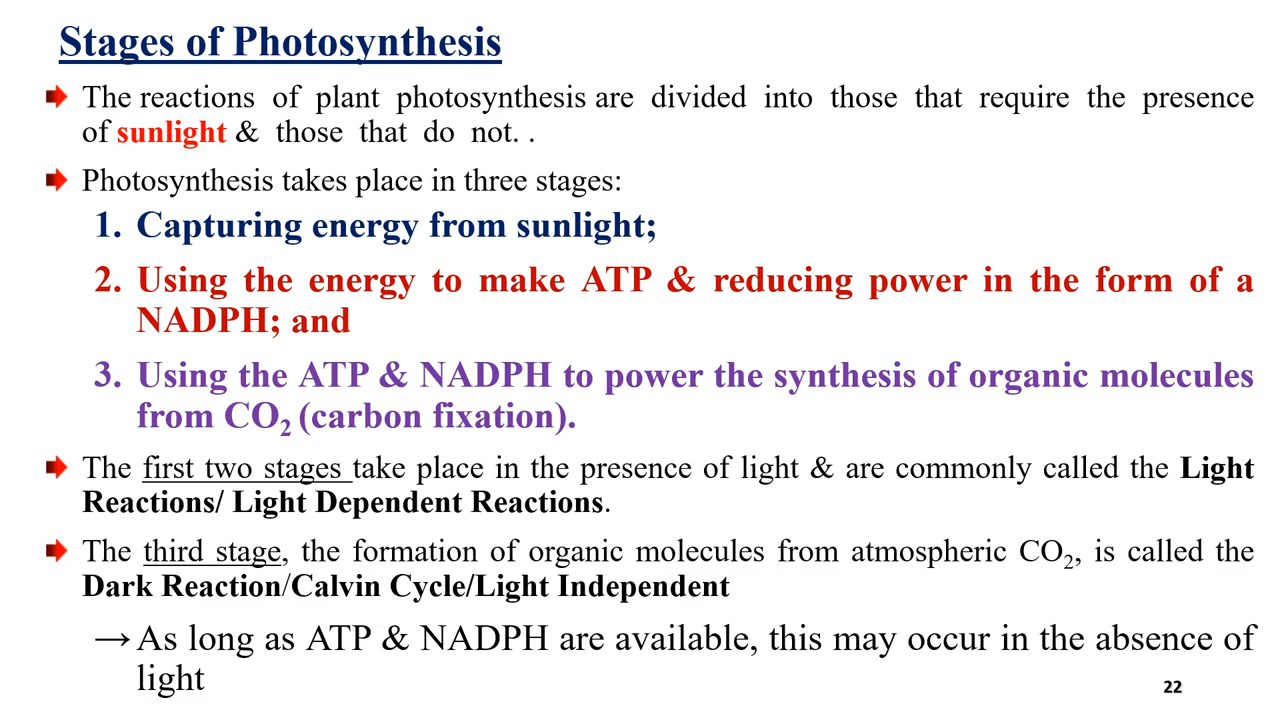 Stages of Photosynthesis
The reactions of plant photosynthesis are divided into those that require the presence
of sunlight & those that do not. .
Photosynthesis takes place in three stages:
1. Capturing energy from sunlight;
2. Using the energy to make ATP & reducing power in the form of a
NADPH; and
3. Using the ATP & NADPH to power the synthesis of organic molecules
from CO₂ (carbon fixation).
The first two stages take place in the presence of light & are commonly called the Light
Reactions/ Light Dependent Reactions.
The third stage, the formation of organic molecules from atmospheric CO₂, is called the
Dark Reaction/Calvin Cycle/Light Independent
→ As long as ATP & NADPH are available, this may occur in the absence of
light
22